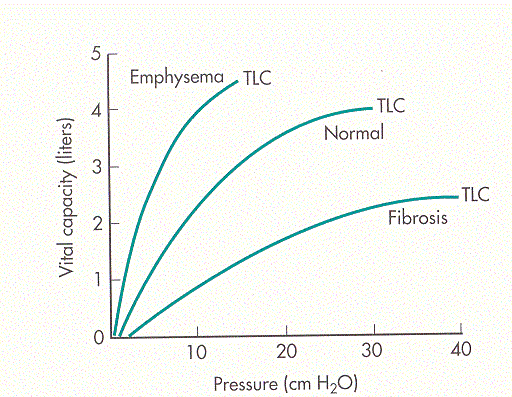 5
Emphysema TLC
4
TLC
Normal
3
TLC
2
Fibrosis
1
0
10 20 30 40
Vital capacity (liters)
Pressure (cm H₂O)